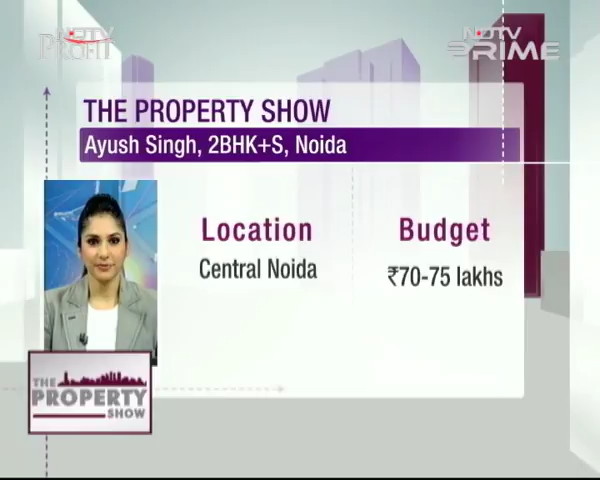 NDTV
PROFIT
NDTV
PRIME
THE PROPERTY SHOW
Ayush Singh, 2BHK+S, Noida
Location
Budget
Central Noida
₹70-75 lakhs
THE
PROPERTY
SHOW